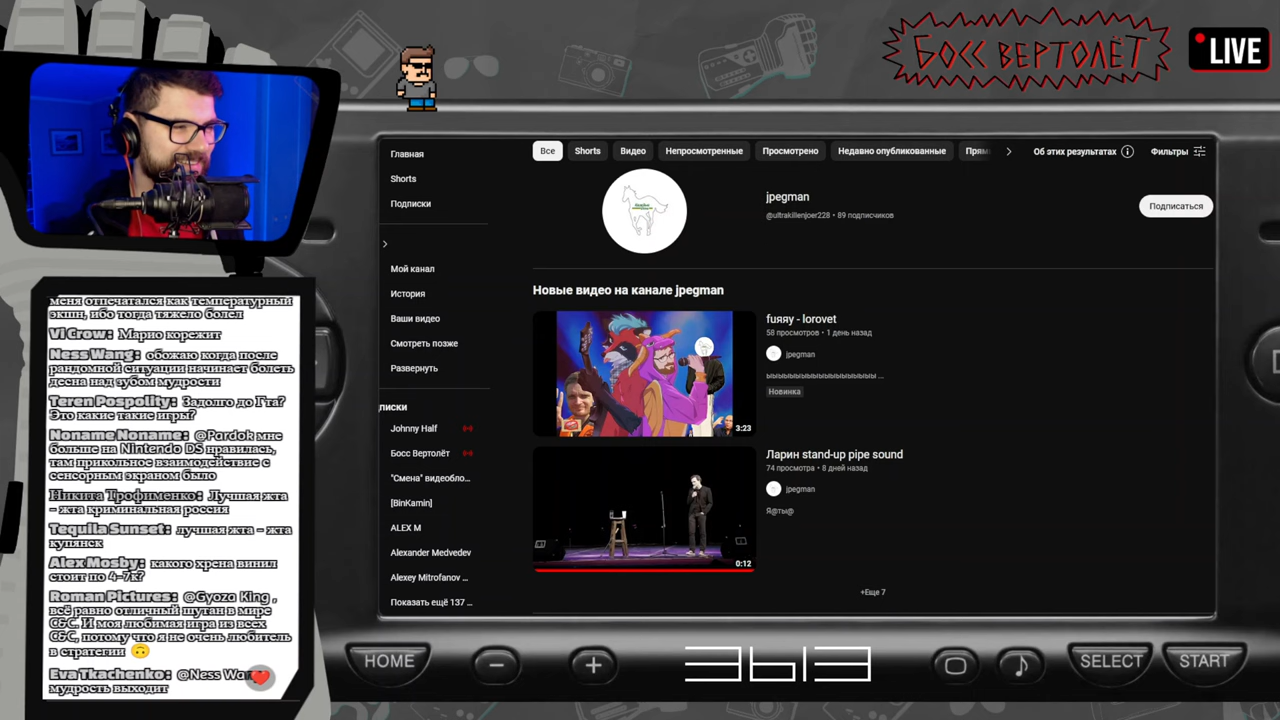 БОСС ВЕРТОЛЁТ
LIVE
Главная
Shorts
Подписки
Мой канал
История
Ваши видео
Смотреть позже
Развернуть
писки
Johnny Half
Босс Вертолёт
"Смена" видеобло...
[BinKamin]
ALEX M
Alexander Medvedev
Alexey Mitrofanov ...
Показать ещё 137 ...
Все
Shorts
Видео
Непросмотренные
Просмотрено
Недавно опубликованные
Прям
Об этих результатах
Фильтры
jpegman
@ultrakillenjoer228 • 89 подписчиков
Подписаться
Новые видео на канале jpegman
3:23
fuяяy - lorovet
58 просмотров • 1 день назад
jpegman
ыыыыыыыыыыыыыыыыыы ...
Новинка
0:12
Ларин stand-up pipe sound
74 просмотра • 8 дней назад
jpegman
Я@ты@
+Еще 7
меня отпечатался как температурный
экшн, ибо тогда тяжело болел
Vi Crow: Марио корежит
Ness Wang: обожаю когда после
рандомной ситуации начинает болеть
десна над зубом мудрости
Teren Pospolity: Задолго до Гта?
Это какие такие игры?
Noname Noname: @Pardok мне
больше на Nintendo DS нравилась,
там прикольное взаимодействие с
сенсорным экраном было
Никита Трофименко: Лучшая жта
- жта криминальная россия
Tequila Sunset: лучшая жта - жта
купянск
Alex Mosby: какого хрена винил
стоит по 4-7к?
Roman Pictures: @Gyoza King ,
всё равно отличный шутан в мире
C&C. И моя любимая игра из всех
C&C, потому что я не очень любитель
в стратегии 🙃
Eva Tkachenko: @Ness Wa
мудрость выходит
HOME
−
+
3613
SELECT
START